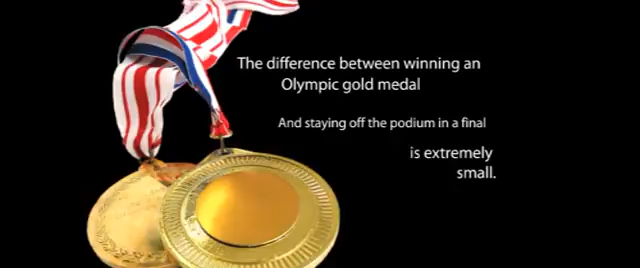 The difference between winning an
Olympic gold medal
And staying off the podium in a final
is extremely
small.